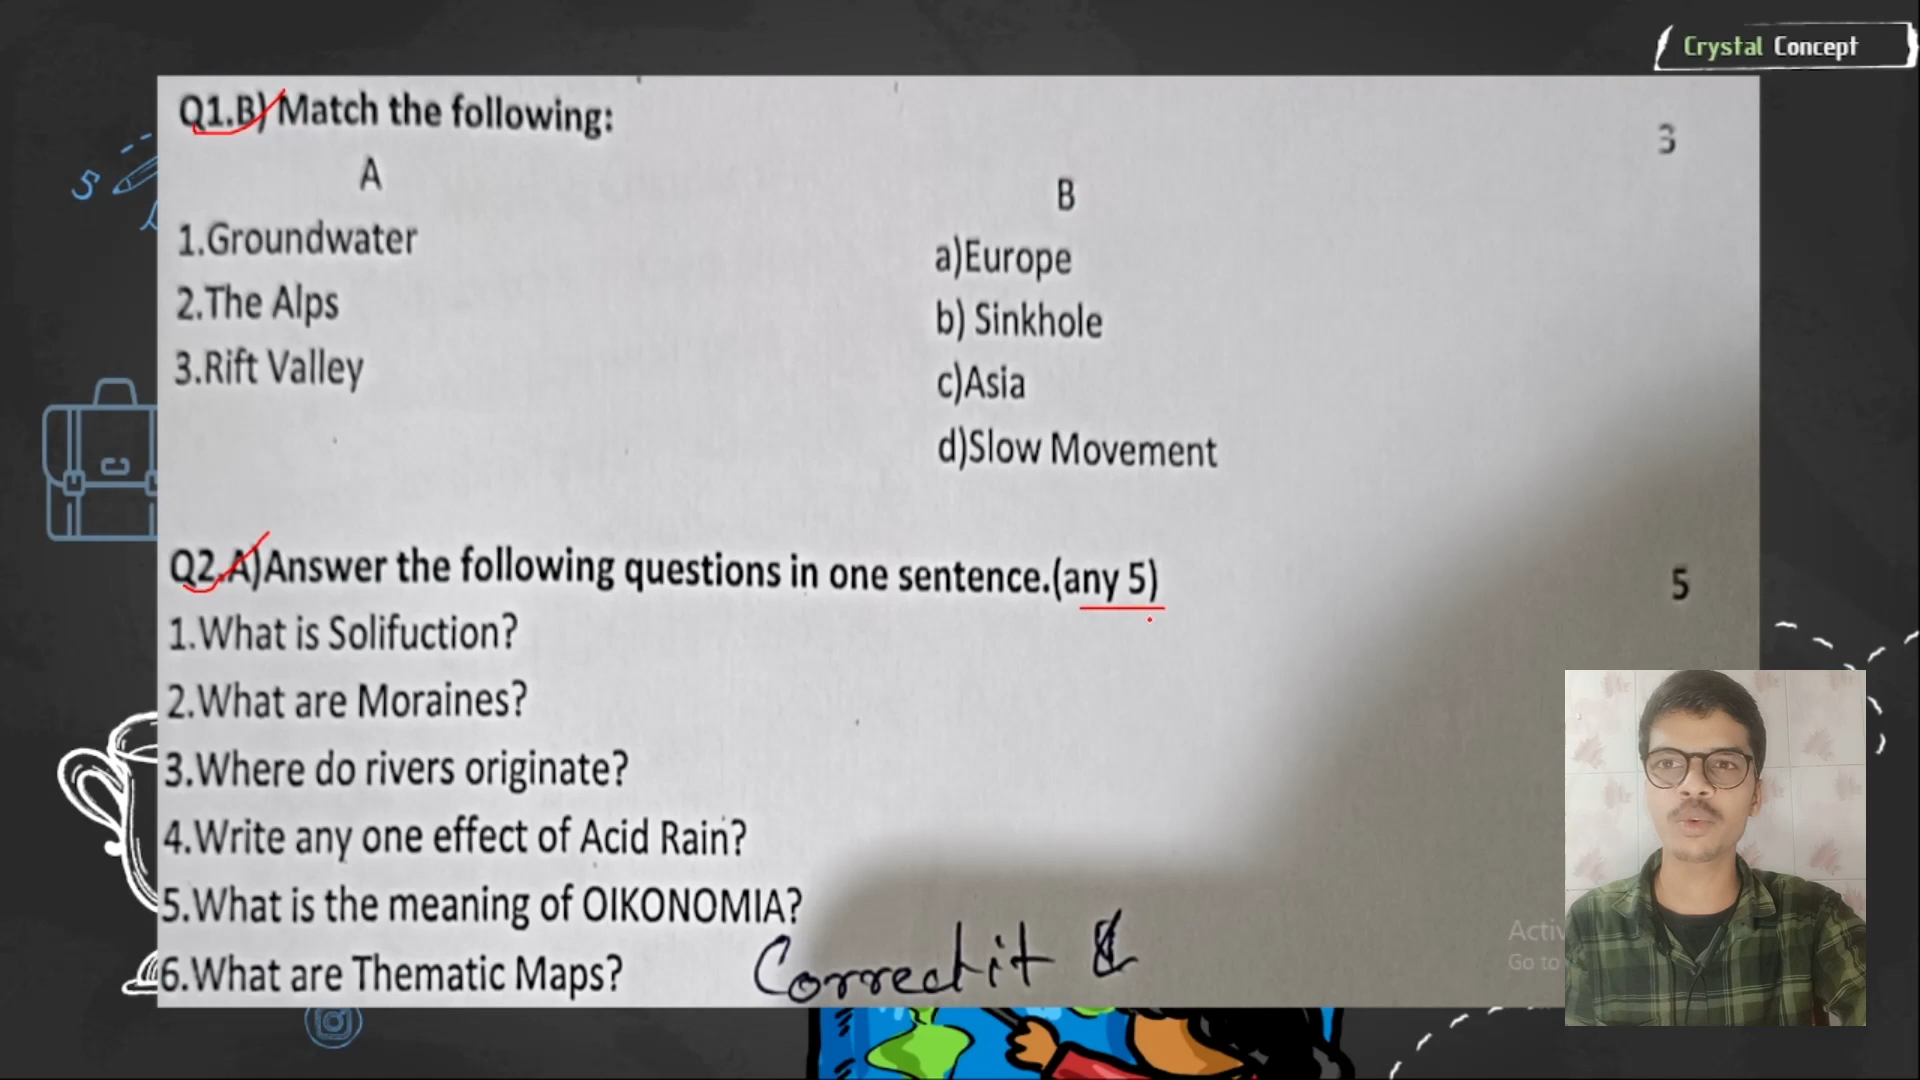 Crystal Concept
Q1.B) Match the following:
3
A
B
1.Groundwater
a)Europe
2.The Alps
b) Sinkhole
3.Rift Valley
c)Asia
d)Slow Movement
Q2.A)Answer the following questions in one sentence.(any 5)
5
1.What is Solifuction?
2.What are Moraines?
3.Where do rivers originate?
4.Write any one effect of Acid Rain?
5.What is the meaning of OIKONOMIA?
6.What are Thematic Maps?
Correct it
Activ
Go to